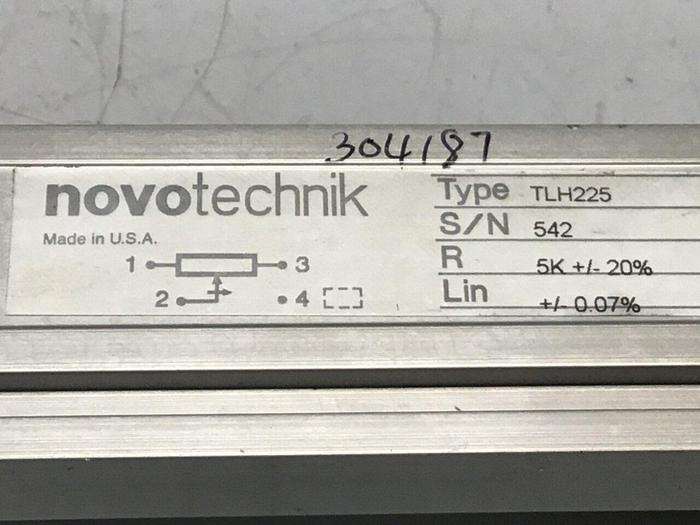 304187
novotechnik
Made in U.S.A.
1 3
2 4
Type TLH225
S/N 542
R 5K +/- 20%
Lin +/- 0.07%